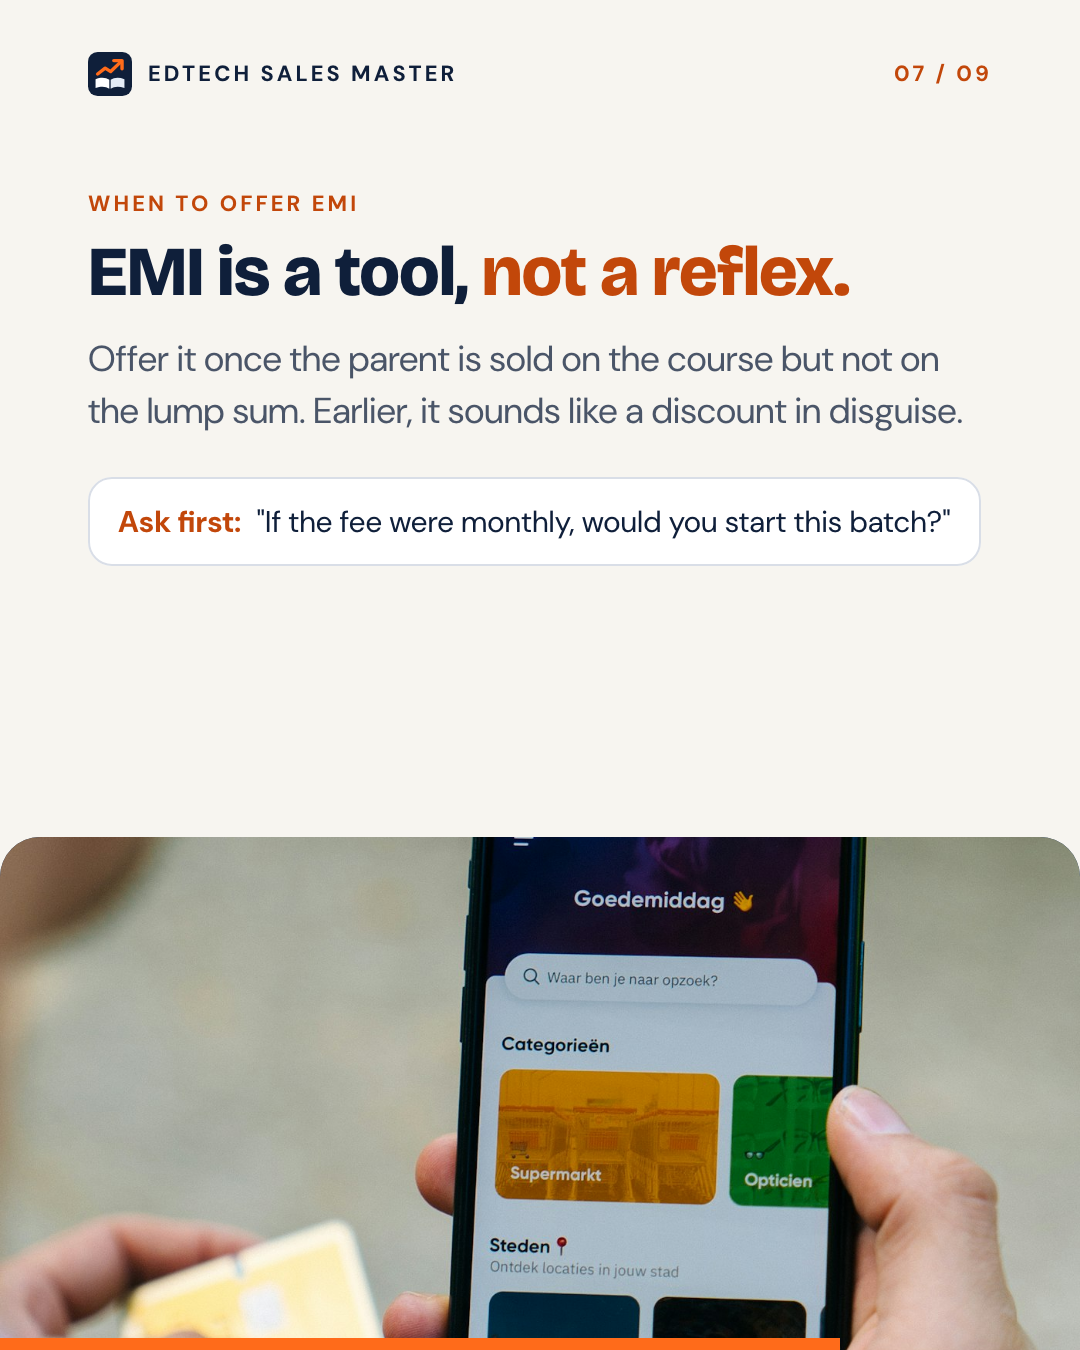 EDTECH SALES MASTER
07 / 09
WHEN TO OFFER EMI
EMI is a tool, not a reflex.
Offer it once the parent is sold on the course but not on
the lump sum. Earlier, it sounds like a discount in disguise.
Ask first: "If the fee were monthly, would you start this batch?"
Goedemiddag 👋
Waar ben je naar opzoek?
Categorieën
Supermarkt
Opticien
Steden 📍
Ontdek locaties in jouw stad